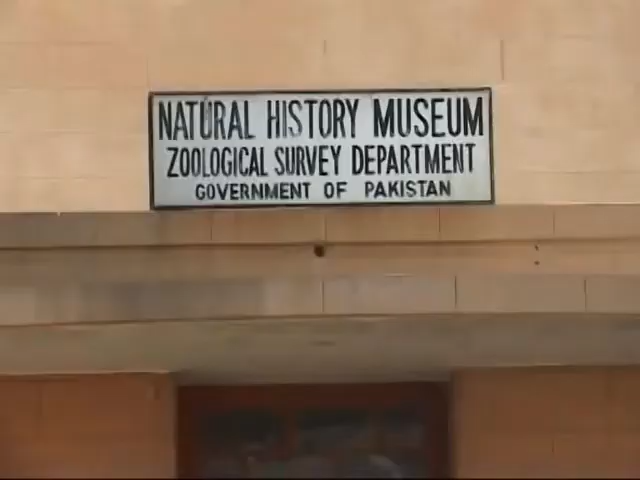 NATURAL HISTORY MUSEUM
ZOOLOGICAL SURVEY DEPARTMENT
GOVERNMENT OF PAKISTAN